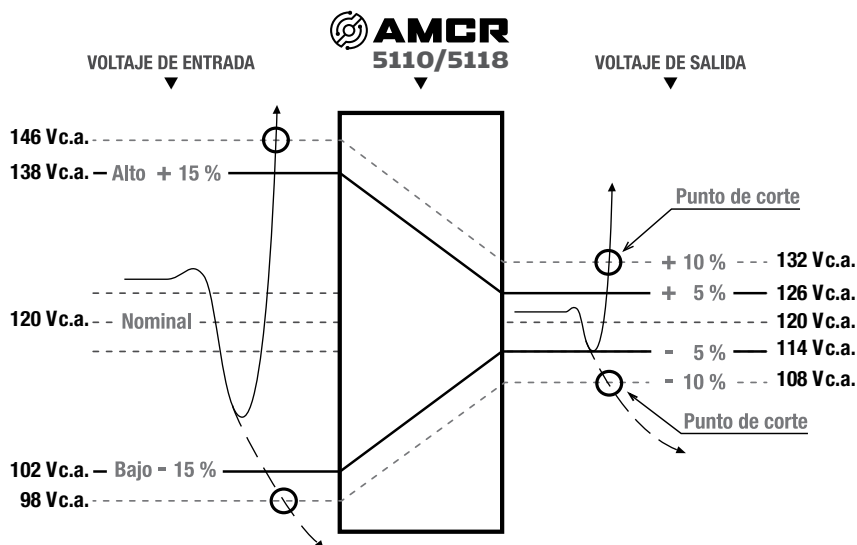 AMCR
5110/5118
VOLTAJE DE ENTRADA
VOLTAJE DE SALIDA
146 Vc.a.
138 Vc.a. Alto + 15 %
Punto de corte
+ 10 % 132 Vc.a.
+ 5 % 126 Vc.a.
120 Vc.a. Nominal
120 Vc.a.
- 5 % 114 Vc.a.
- 10 % 108 Vc.a.
Punto de corte
102 Vc.a. Bajo - 15 %
98 Vc.a.